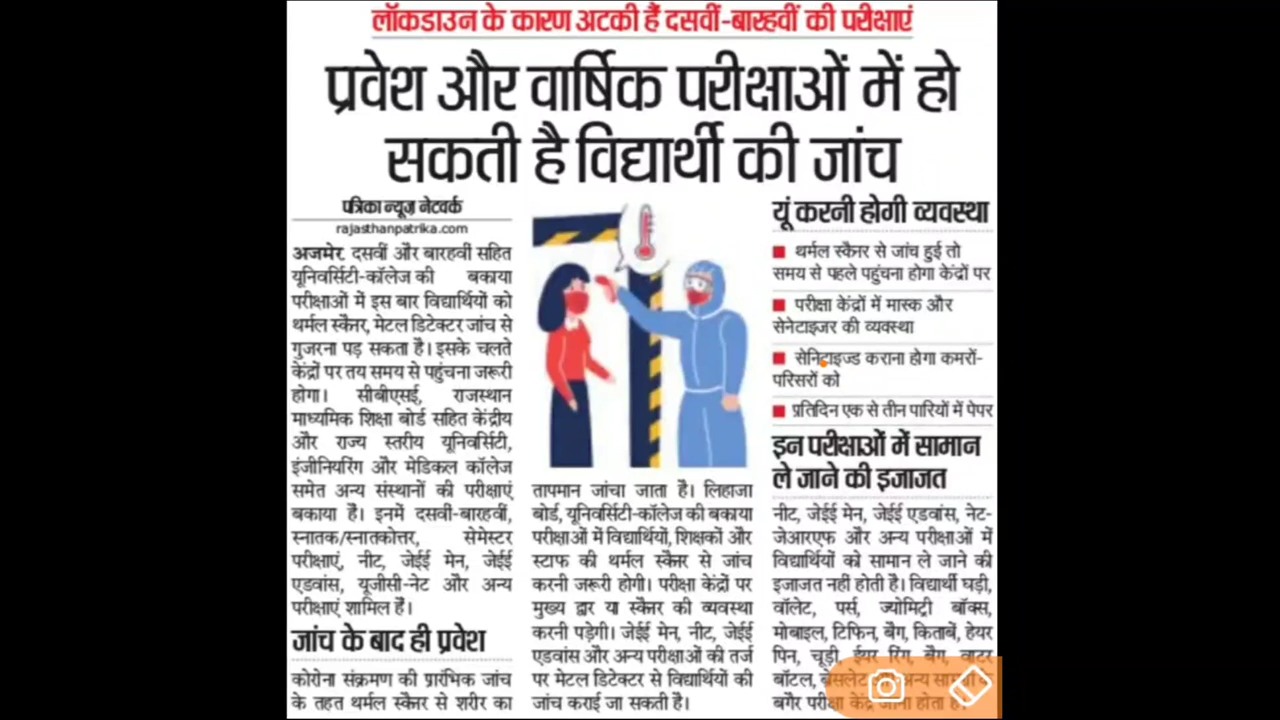 लॉकडाउन के कारण अटकी हैं दसवीं-बारहवीं की परीक्षाएं
प्रवेश और वार्षिक परीक्षाओं में हो
सकती है विद्यार्थी की जांच
पत्रिका न्यूज़ नेटवर्क
rajasthanpatrika.com
अजमेर. दसवीं और बारहवीं सहित
यूनिवर्सिटी-कॉलेज की बकाया
परीक्षाओं में इस बार विद्यार्थियों को
थर्मल स्कैनर, मेटल डिटेक्टर जांच से
गुजरना पड़ सकता है। इसके चलते
केंद्रों पर तय समय से पहुंचना जरूरी
होगा। सीबीएसई, राजस्थान
माध्यमिक शिक्षा बोर्ड सहित केंद्रीय
और राज्य स्तरीय यूनिवर्सिटी,
इंजीनियरिंग और मेडिकल कॉलेज
समेत अन्य संस्थानों की परीक्षाएं
बकाया हैं। इनमें दसवीं-बारहवीं,
स्नातक/स्नातकोत्तर, सेमेस्टर
परीक्षाएं, नीट, जेईई मेन, जेईई
एडवांस, यूजीसी-नेट और अन्य
परीक्षाएं शामिल हैं।
जांच के बाद ही प्रवेश
कोरोना संक्रमण की प्रारंभिक जांच
के तहत थर्मल स्कैनर से शरीर का
तापमान जांचा जाता है। लिहाजा
बोर्ड, यूनिवर्सिटी-कॉलेज की बकाया
परीक्षाओं में विद्यार्थियों, शिक्षकों और
स्टाफ की थर्मल स्कैनर से जांच
करनी जरूरी होगी। परीक्षा केंद्रों पर
मुख्य द्वार या स्कैनर की व्यवस्था
करनी पड़ेगी। जेईई मेन, नीट, जेईई
एडवांस और अन्य परीक्षाओं की तर्ज
पर मेटल डिटेक्टर से विद्यार्थियों की
जांच कराई जा सकती है।
यूं करनी होगी व्यवस्था
थर्मल स्कैनर से जांच हुई तो
समय से पहले पहुंचना होगा केंद्रों पर
परीक्षा केंद्रों में मास्क और
सेनेटाइजर की व्यवस्था
सेनिटाइज्ड कराना होगा कमरों-
परिसरों को
प्रतिदिन एक से तीन पारियों में पेपर
इन परीक्षाओं में सामान
ले जाने की इजाजत
नीट, जेईई मेन, जेईई एडवांस, नेट-
जेआरएफ और अन्य परीक्षाओं में
विद्यार्थियों को सामान ले जाने की
इजाजत नहीं होती है। विद्यार्थी घड़ी,
वॉलेट, पर्स, ज्योमिट्री बॉक्स,
मोबाइल, टिफिन, बैग, किताबें, हेयर
पिन, चूड़ी, ईयर रिंग, बैग, वाटर
बॉटल, ब्रेसलेट अन्य
बगैर परीक्षा केंद्र जाना होता है।